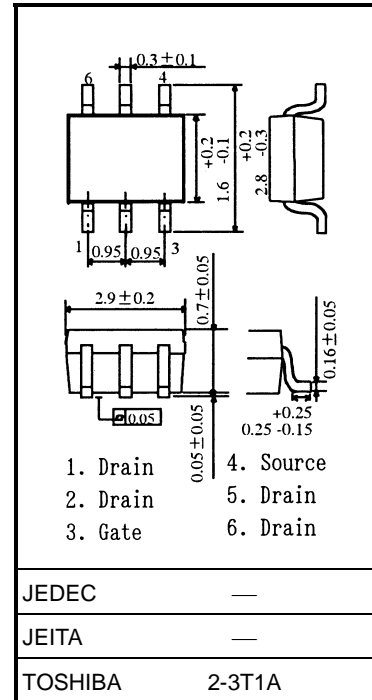 0.3±0.1
6 4
+0.2
1.6 -0.1
+0.2
2.8 -0.3
1 0.95 0.95 3
2.9±0.2
0.7±0.05
0.16±0.05
0.05
0.05±0.05
+0.25
0.25 -0.15
1. Drain
2. Drain
3. Gate
4. Source
5. Drain
6. Drain
JEDEC —
JEITA —
TOSHIBA 2-3T1A